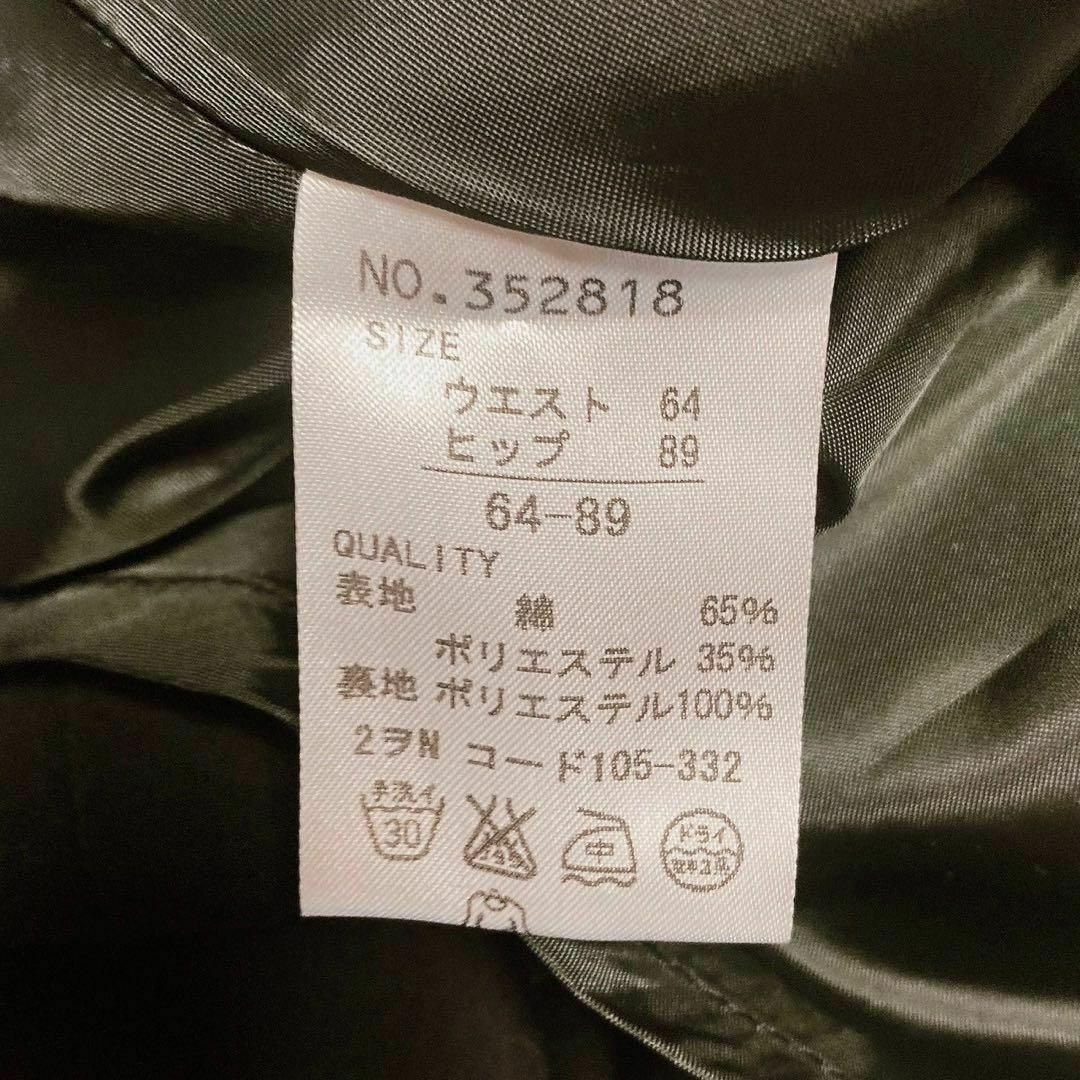 NO.352818
SIZE
ウエスト 64
ヒップ 89
64-89
QUALITY
表地 綿 65%
ポリエステル 35%
裏地 ポリエステル100%
2ヲN コード105-332
手洗イ
30 中 ドライ